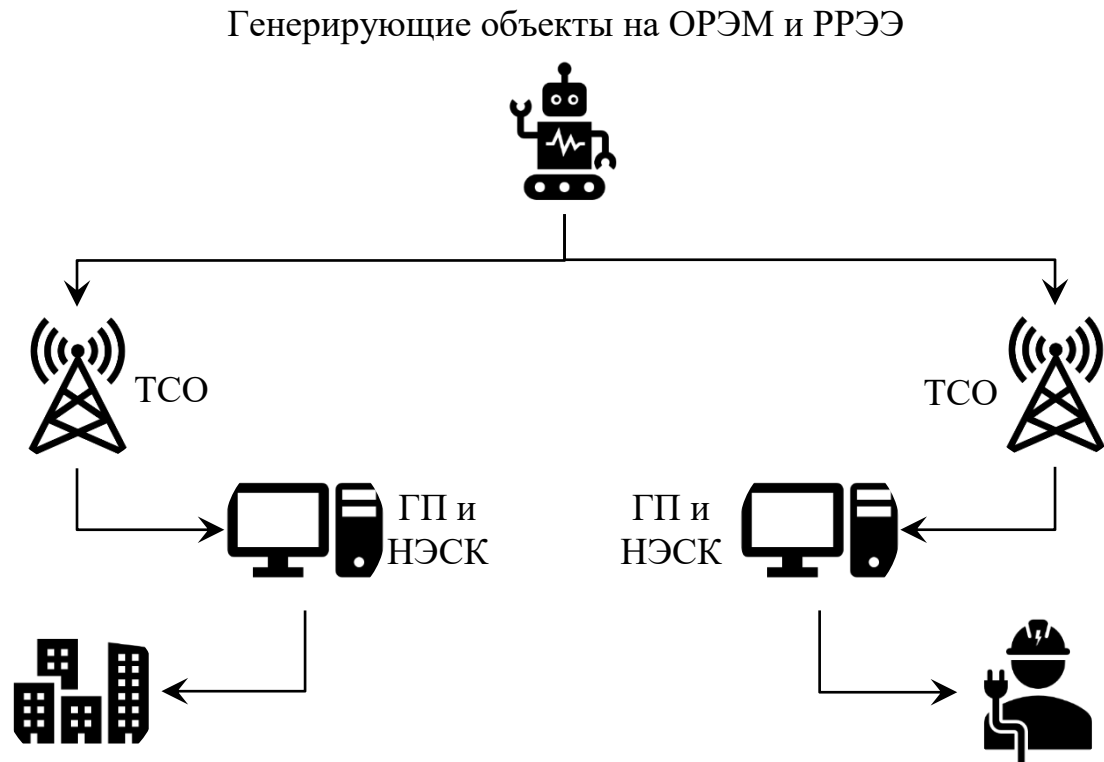 Генерирующие объекты на ОРЭМ и РРЭЭ
ТСО
ТСО
ГП и
НЭСК
ГП и
НЭСК